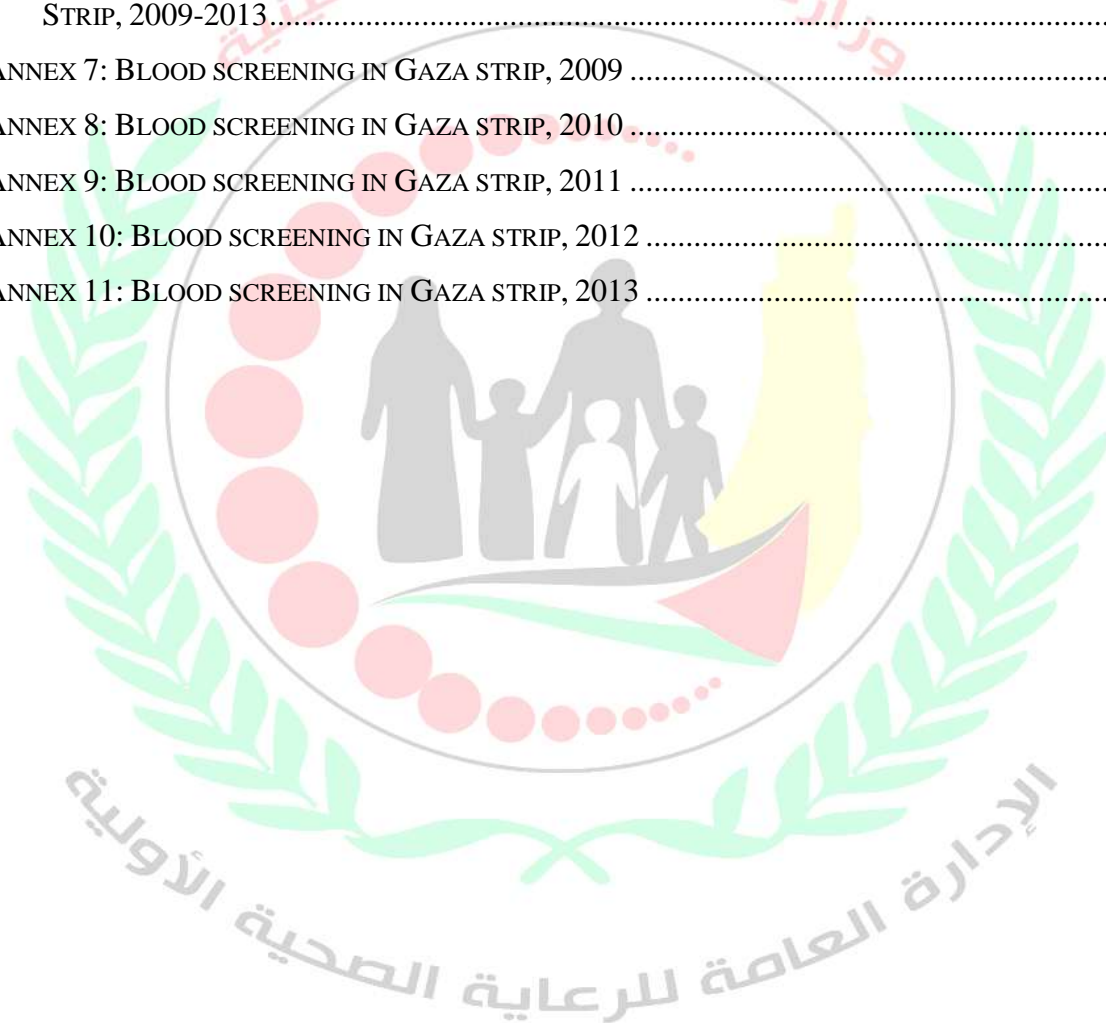 STRIP, 2009-2013
ANNEX 7: BLOOD SCREENING IN GAZA STRIP, 2009
ANNEX 8: BLOOD SCREENING IN GAZA STRIP, 2010
ANNEX 9: BLOOD SCREENING IN GAZA STRIP, 2011
ANNEX 10: BLOOD SCREENING IN GAZA STRIP, 2012
ANNEX 11: BLOOD SCREENING IN GAZA STRIP, 2013
الإدارة العامة للرعاية الصحية الأولية